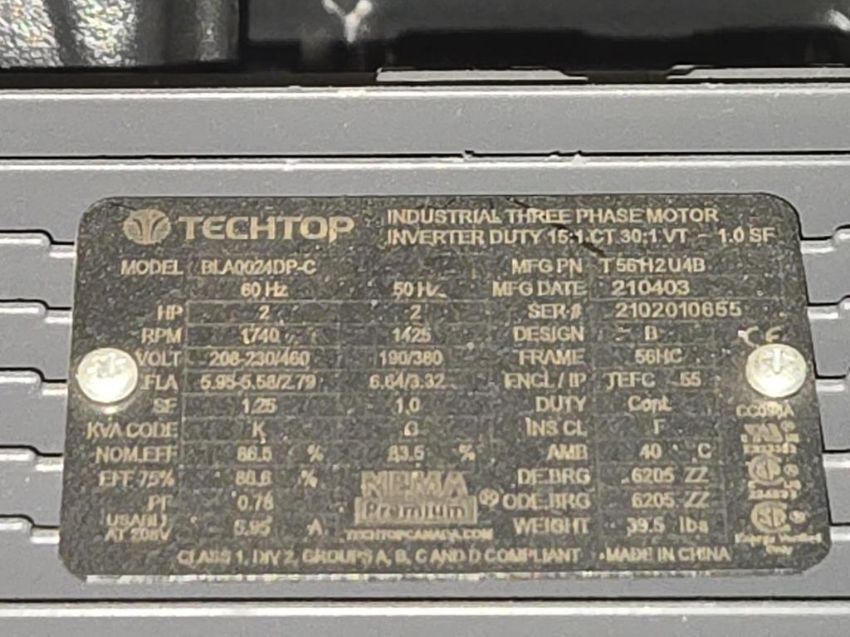 TECHTOP
INDUSTRIAL THREE PHASE MOTOR
INVERTER DUTY 15:1 CT 30:1 VT - 1.0 SF
MODEL BLA0024DP-C MFG PN T56H2U4B
60 Hz 50 Hz MFG DATE 210403
HP 2 2 SER # 2102010655
RPM 1740 1425 DESIGN B
VOLT 208-230/460 190/380 FRAME 56HC
FLA 5.95-5.58/2.79 6.64/3.32 ENCL / IP TEFC 55
SF 1.25 1.0 DUTY Cont.
KVA CODE K G INS CL F
NOM.EFF 86.5 % 83.5 % AMB 40 C
EFF 75% % DE.BRG 6205 ZZ
PF 0.76 NEMA Premium® ODE.BRG 6205 ZZ
USABLE AT 208V 5.95 A TECHTOPCANADA.COM WEIGHT 39.5 lbs
CLASS 1, DIV 2, GROUPS A, B, C AND D COMPLIANT MADE IN CHINA
CE
Energy Verified
Only